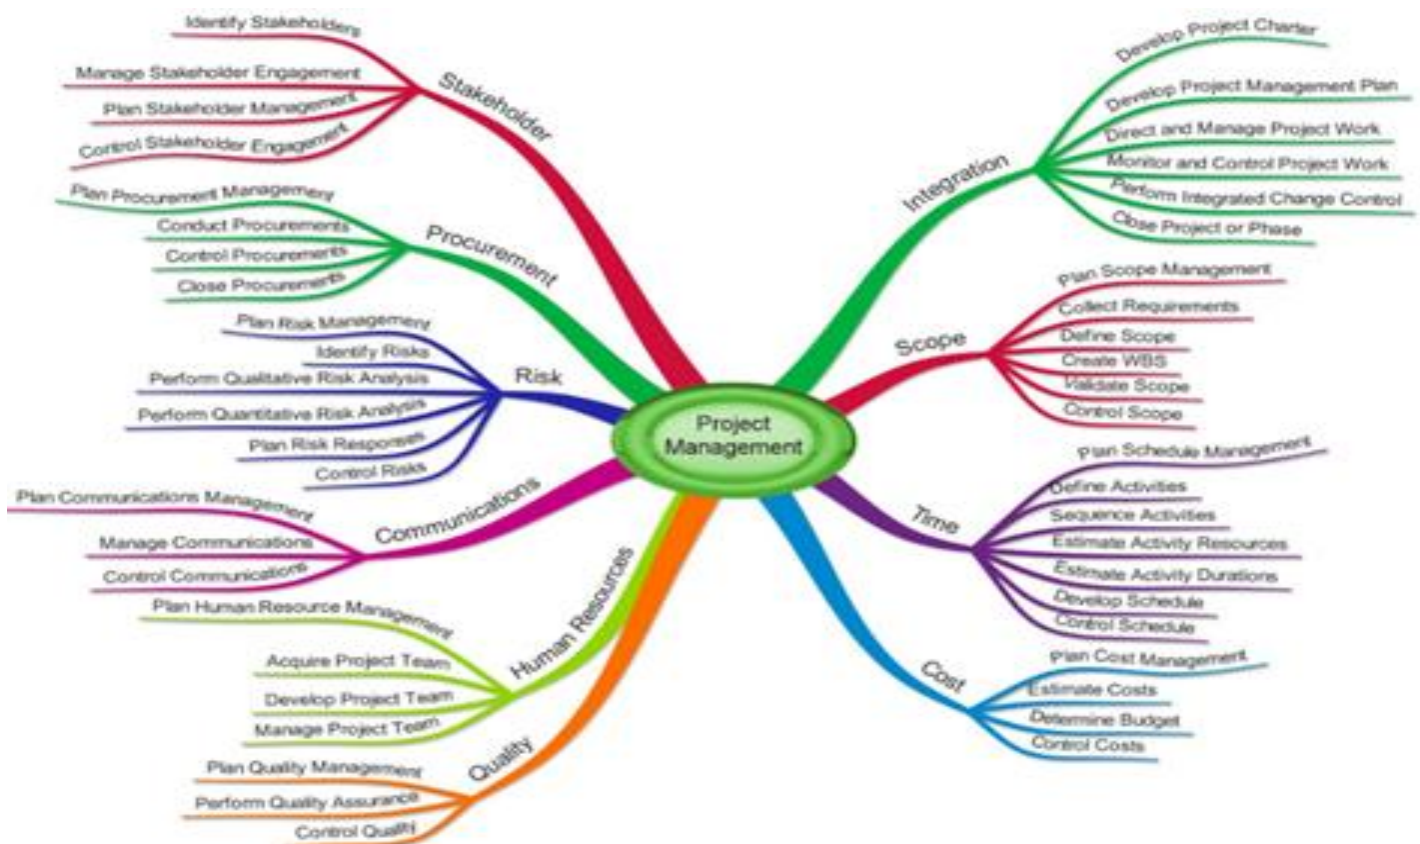 Project
Management
Integration
Develop Project Charter
Develop Project Management Plan
Direct and Manage Project Work
Monitor and Control Project Work
Perform Integrated Change Control
Close Project or Phase
Scope
Plan Scope Management
Collect Requirements
Define Scope
Create WBS
Validate Scope
Control Scope
Time
Plan Schedule Management
Define Activities
Sequence Activities
Estimate Activity Resources
Estimate Activity Durations
Develop Schedule
Control Schedule
Cost
Plan Cost Management
Estimate Costs
Determine Budget
Control Costs
Stakeholder
Identify Stakeholders
Manage Stakeholder Engagement
Plan Stakeholder Management
Control Stakeholder Engagement
Procurement
Plan Procurement Management
Conduct Procurements
Control Procurements
Close Procurements
Risk
Plan Risk Management
Identify Risks
Perform Qualitative Risk Analysis
Perform Quantitative Risk Analysis
Plan Risk Responses
Control Risks
Communications
Plan Communications Management
Manage Communications
Control Communications
Human Resources
Plan Human Resource Management
Acquire Project Team
Develop Project Team
Manage Project Team
Quality
Plan Quality Management
Perform Quality Assurance
Control Quality